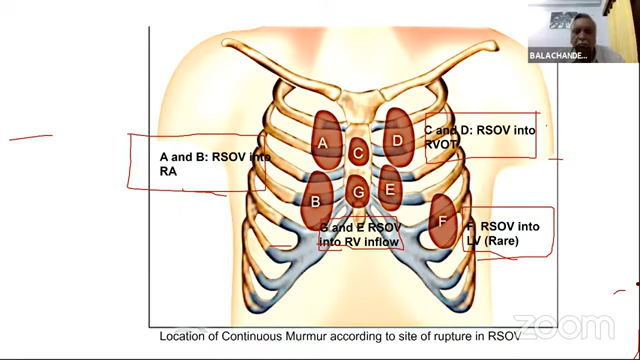 BALACHANDE...
A
D
C and D: RSOV into
RVOT
C
A and B: RSOV into
RA
B
G
E
F
G and E RSOV
into RV inflow
F: RSOV into
LV (Rare)
zoom
Location of Continuous Murmur according to site of rupture in RSOV